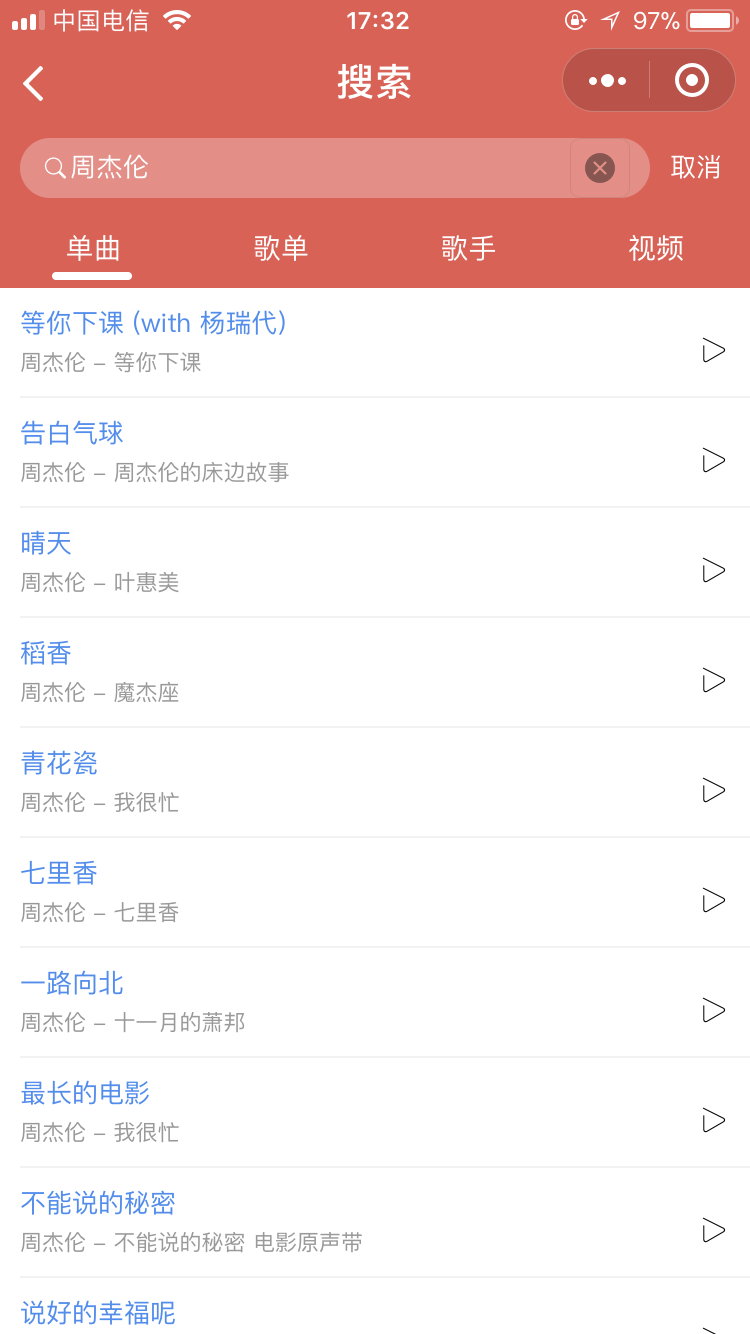 中国电信 17:32 97%
搜索
周杰伦 取消
单曲 歌单 歌手 视频
等你下课 (with 杨瑞代)
周杰伦 – 等你下课
告白气球
周杰伦 – 周杰伦的床边故事
晴天
周杰伦 – 叶惠美
稻香
周杰伦 – 魔杰座
青花瓷
周杰伦 – 我很忙
七里香
周杰伦 – 七里香
一路向北
周杰伦 – 十一月的萧邦
最长的电影
周杰伦 – 我很忙
不能说的秘密
周杰伦 – 不能说的秘密 电影原声带
说好的幸福呢